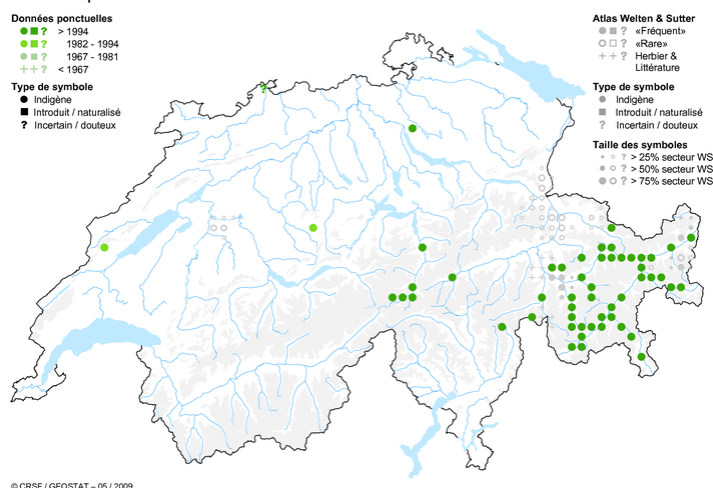 Données ponctuelles
? > 1994
? 1982 - 1994
? 1967 - 1981
++? < 1967
Type de symbole
Indigène
Introduit / naturalisé
? Incertain / douteux
?
Atlas Welten & Sutter
? «Fréquent»
? «Rare»
++ Herbier &
Littérature
Type de symbole
Indigène
Introduit / naturalisé
? Incertain / douteux
Taille des symboles
? > 25% secteur WS
? > 50% secteur WS
? > 75% secteur WS
© CRSF / GEOSTAT – 05 / 2009